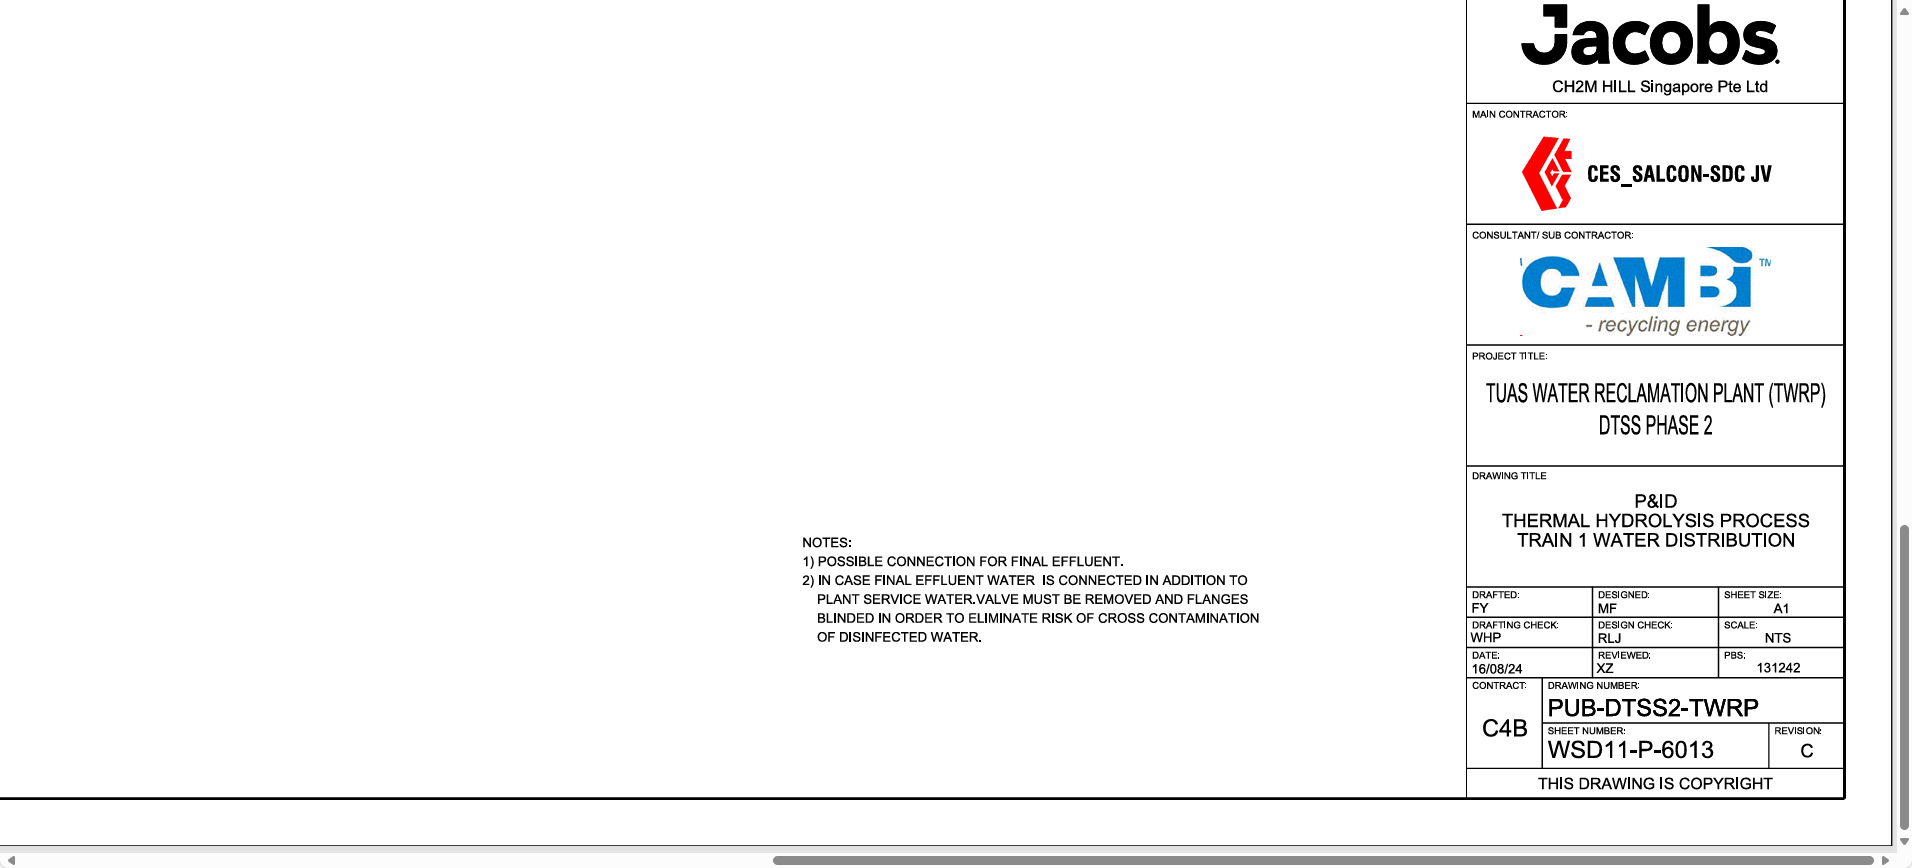 Jacobs.
CH2M HILL Singapore Pte Ltd
MAIN CONTRACTOR:
CES_SALCON-SDC JV
CONSULTANT/ SUB CONTRACTOR:
CAMBi TM
- recycling energy
PROJECT TITLE:
TUAS WATER RECLAMATION PLANT (TWRP)
DTSS PHASE 2
DRAWING TITLE
P&ID
THERMAL HYDROLYSIS PROCESS
TRAIN 1 WATER DISTRIBUTION
NOTES:
1) POSSIBLE CONNECTION FOR FINAL EFFLUENT.
2) IN CASE FINAL EFFLUENT WATER IS CONNECTED IN ADDITION TO
PLANT SERVICE WATER.VALVE MUST BE REMOVED AND FLANGES
BLINDED IN ORDER TO ELIMINATE RISK OF CROSS CONTAMINATION
OF DISINFECTED WATER.
DRAFTED: DESIGNED: SHEET SIZE:
FY MF A1
DRAFTING CHECK: DESIGN CHECK: SCALE:
WHP RLJ NTS
DATE: REVIEWED: PBS:
16/08/24 XZ 131242
CONTRACT: DRAWING NUMBER:
PUB-DTSS2-TWRP
C4B
SHEET NUMBER: REVISION:
WSD11-P-6013 C
THIS DRAWING IS COPYRIGHT